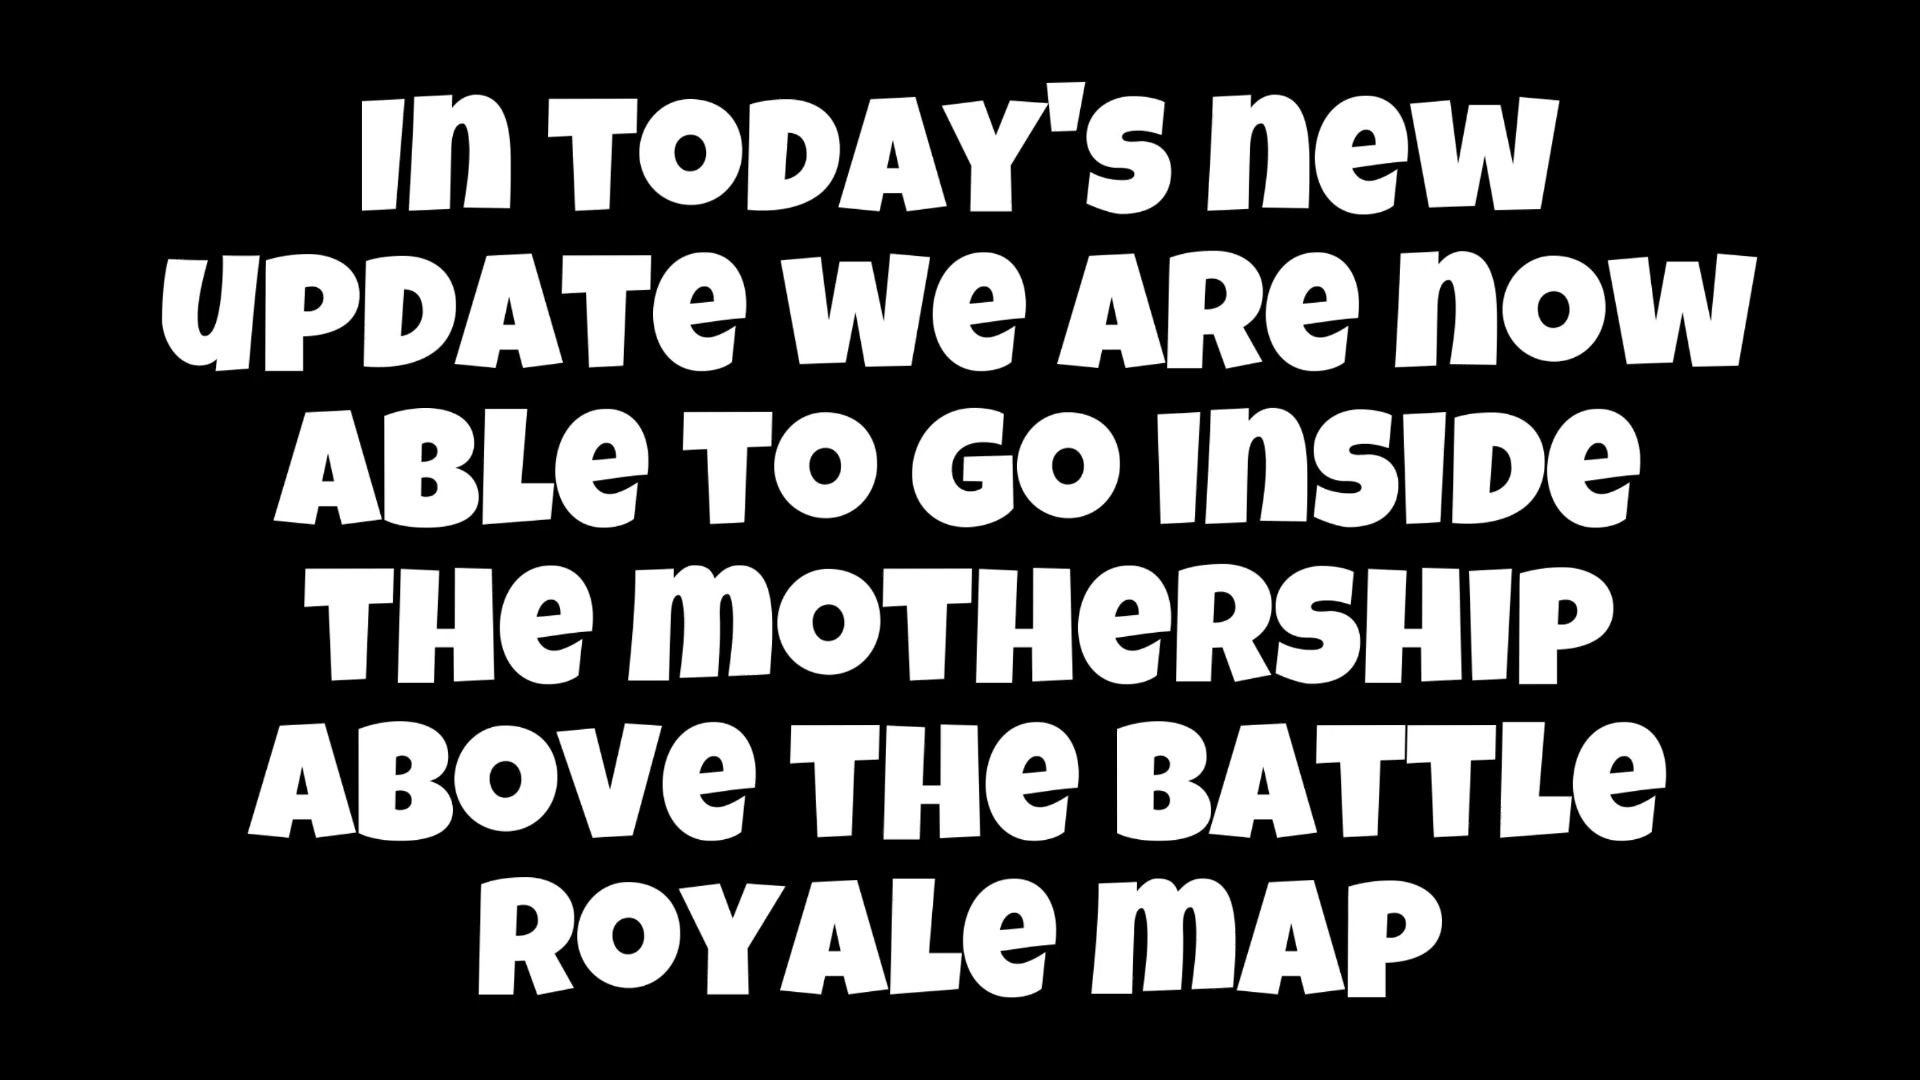 In today's new
update we are now
able to go inside
the mothership
above the battle
royale map